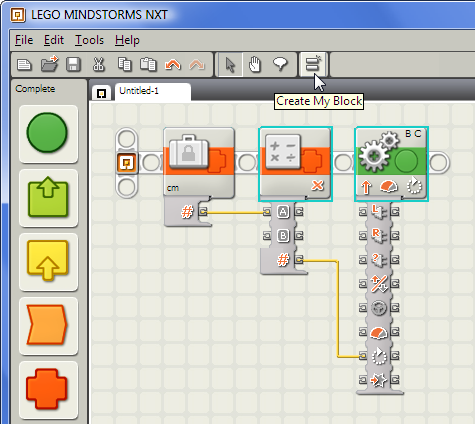 LEGO MINDSTORMS NXT
File Edit Tools Help
Complete
Untitled-1
Create My Block
B C
cm
#
A
B
#
L
R
?